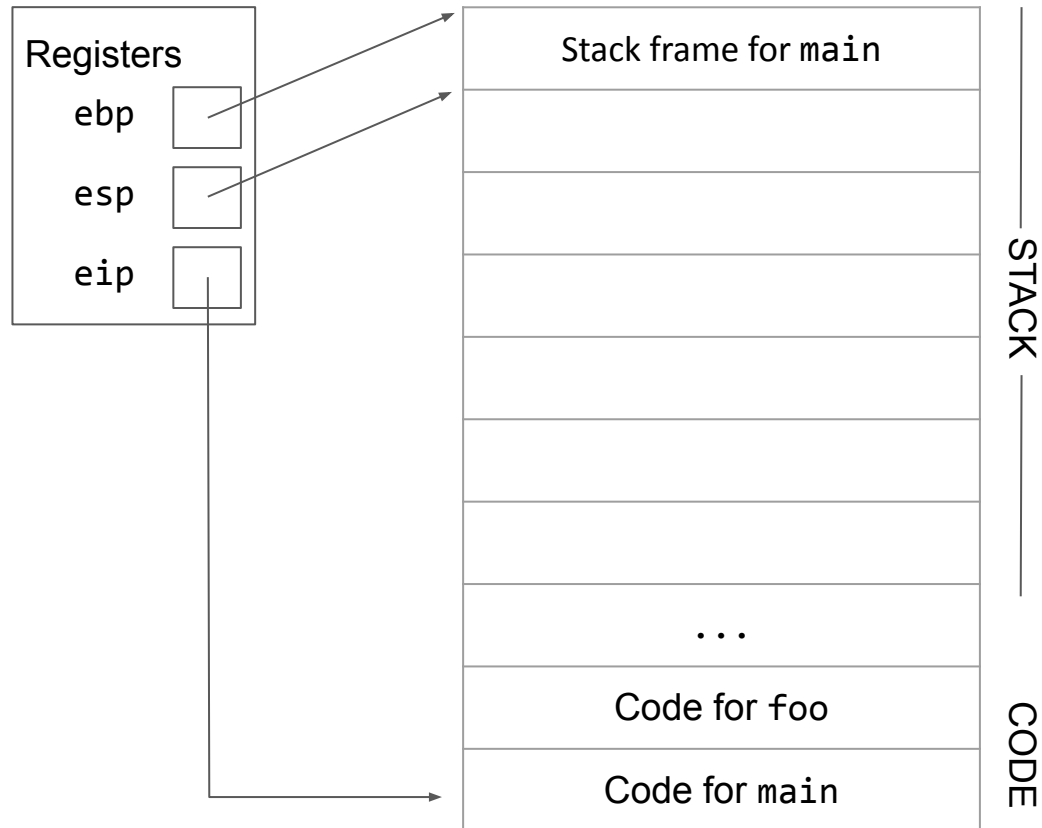 Registers
ebp
esp
eip
Stack frame for main
...
Code for foo
Code for main
STACK
CODE